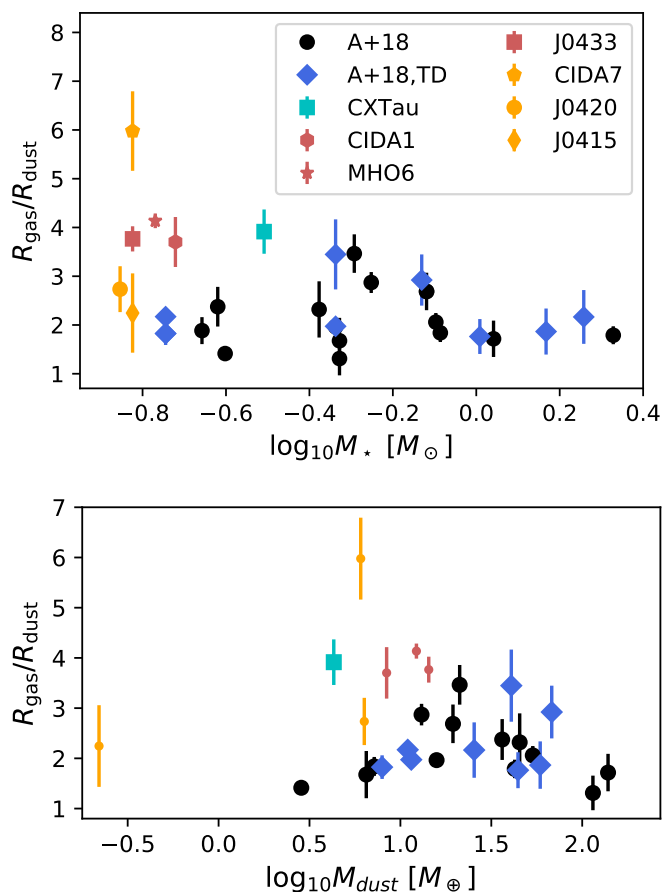 8
7
6
5
4
3
2
1
R_gas/R_dust
A+18
A+18,TD
CXTau
CIDA1
MHO6
J0433
CIDA7
J0420
J0415
−0.8 −0.6 −0.4 −0.2 0.0 0.2 0.4
log₁₀M⋆ [M⊙]
7
6
5
4
3
2
1
R_gas/R_dust
−0.5 0.0 0.5 1.0 1.5 2.0
log₁₀M_dust [M⊕]